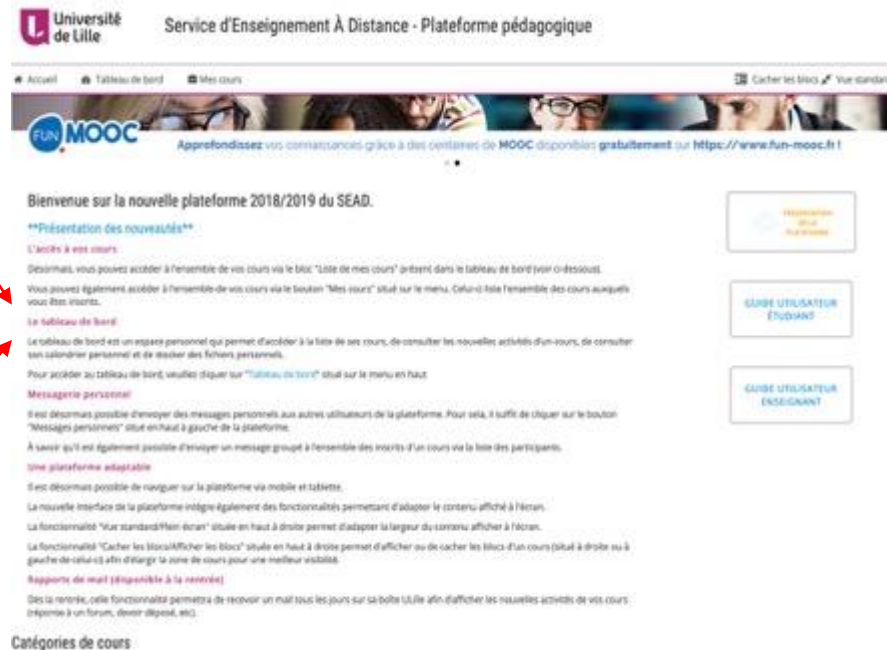 Université
de Lille
Service d'Enseignement À Distance - Plateforme pédagogique
Accueil Tableau de bord Mes cours Cacher les blocs Vue standard
FUN MOOC
Approfondissez vos connaissances grâce à des centaines de MOOC disponibles gratuitement sur https://www.fun-mooc.fr !
Bienvenue sur la nouvelle plateforme 2018/2019 du SEAD.
**Présentation des nouveautés**
L'accès à vos cours
Désormais, vous pouvez accéder à l'ensemble de vos cours via le bloc "Liste de mes cours" présent dans le tableau de bord (voir ci-dessous).
Vous pouvez également accéder à l'ensemble de vos cours via le bouton "Mes cours" situé sur le menu. Celui-ci liste l'ensemble des cours auxquels
vous êtes inscrits.
Le tableau de bord
Le tableau de bord est un espace personnel qui permet d'accéder à la liste de ses cours, de consulter les nouvelles activités d'un cours, de consulter
son calendrier personnel et de stocker des fichiers personnels.
Pour accéder au tableau de bord, veuillez cliquer sur "Tableau de bord" situé sur le menu en haut
Messagerie personnel
Il est désormais possible d'envoyer des messages personnels aux autres utilisateurs de la plateforme. Pour cela, il suffit de cliquer sur le bouton
"Messages personnels" situé en haut à gauche de la plateforme.
À savoir qu'il est également possible d'envoyer un message groupé à l'ensemble des inscrits d'un cours via la liste des participants.
Une plateforme adaptable
Il est désormais possible de naviguer sur la plateforme via mobile et tablette.
La nouvelle interface de la plateforme intègre également des fonctionnalités permettant d'adapter le contenu affiché à l'écran.
La fonctionnalité "Vue standard/Plein écran" située en haut à droite permet d'adapter la largeur du contenu afficher à l'écran.
La fonctionnalité "Cacher les blocs/Afficher les blocs" située en haut à droite permet d'afficher ou de cacher les blocs d'un cours (situé à droite ou à
gauche de celui-ci) afin d'élargir la zone de cours pour une meilleur visibilité.
Rapports de mail (disponible à la rentrée)
Dès la rentrée, celle fonctionnalité permettra de recevoir un mail tous les jours sur sa boîte ULille afin d'afficher les nouvelles activités de vos cours
(réponse à un forum, devoir déposé, etc).
Catégories de cours
PRÉSENTATION
DE LA
PLATEFORME
GUIDE UTILISATEUR
ÉTUDIANT
GUIDE UTILISATEUR
ENSEIGNANT